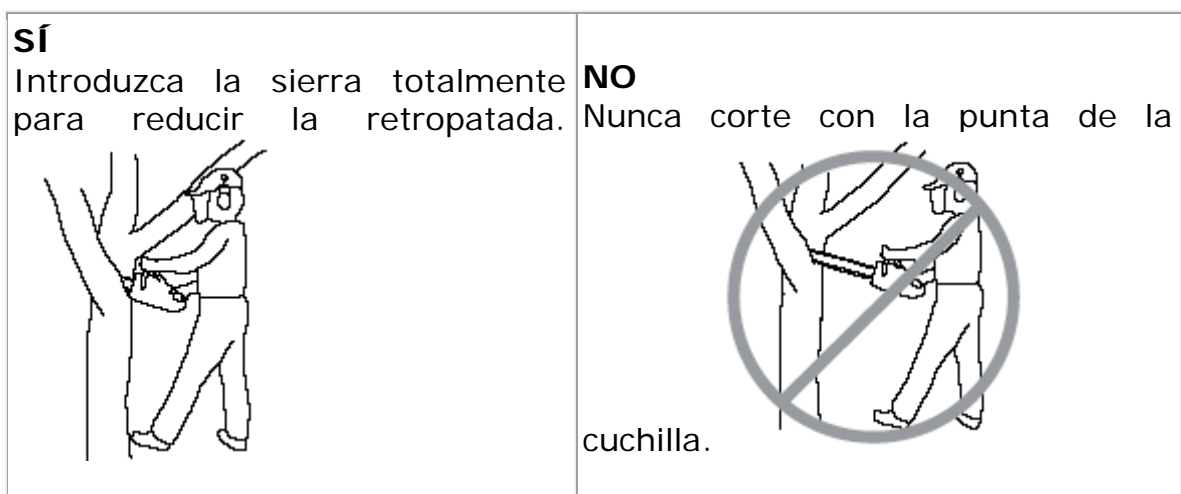 SÍ
Introduzca la sierra totalmente
para reducir la retropatada.
NO
Nunca corte con la punta de la
cuchilla.